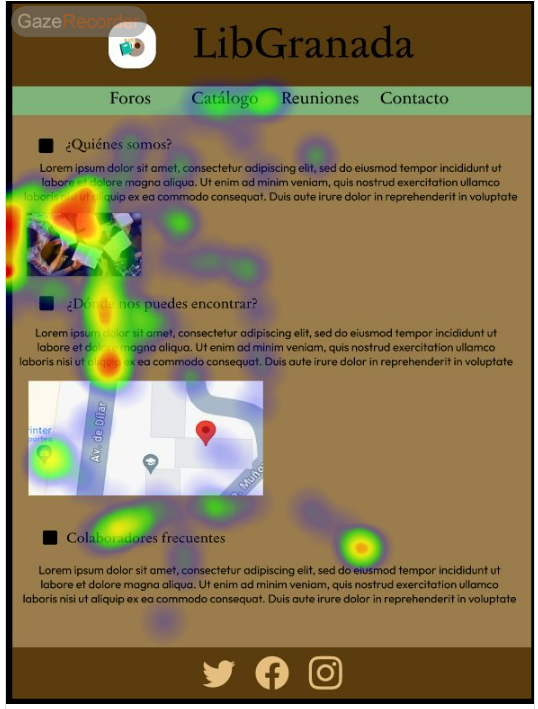 GazeRecorder
LibGranada
Foros Catálogo Reuniones Contacto
¿Quiénes somos?
Lorem ipsum dolor sit amet, consectetur adipiscing elit, sed do eiusmod tempor incididunt ut
labore et dolore magna aliqua. Ut enim ad minim veniam, quis nostrud exercitation ullamco
laboris nisi ut aliquip ex ea commodo consequat. Duis aute irure dolor in reprehenderit in voluptate
¿Dónde nos puedes encontrar?
Lorem ipsum dolor sit amet, consectetur adipiscing elit, sed do eiusmod tempor incididunt ut
labore et dolore magna aliqua. Ut enim ad minim veniam, quis nostrud exercitation ullamco
laboris nisi ut aliquip ex ea commodo consequat. Duis aute irure dolor in reprehenderit in voluptate
inter
portes
Av. de Dílar
Muño
Colaboradores frecuentes
Lorem ipsum dolor sit amet, consectetur adipiscing elit, sed do eiusmod tempor incididunt ut
labore et dolore magna aliqua. Ut enim ad minim veniam, quis nostrud exercitation ullamco
laboris nisi ut aliquip ex ea commodo consequat. Duis aute irure dolor in reprehenderit in voluptate